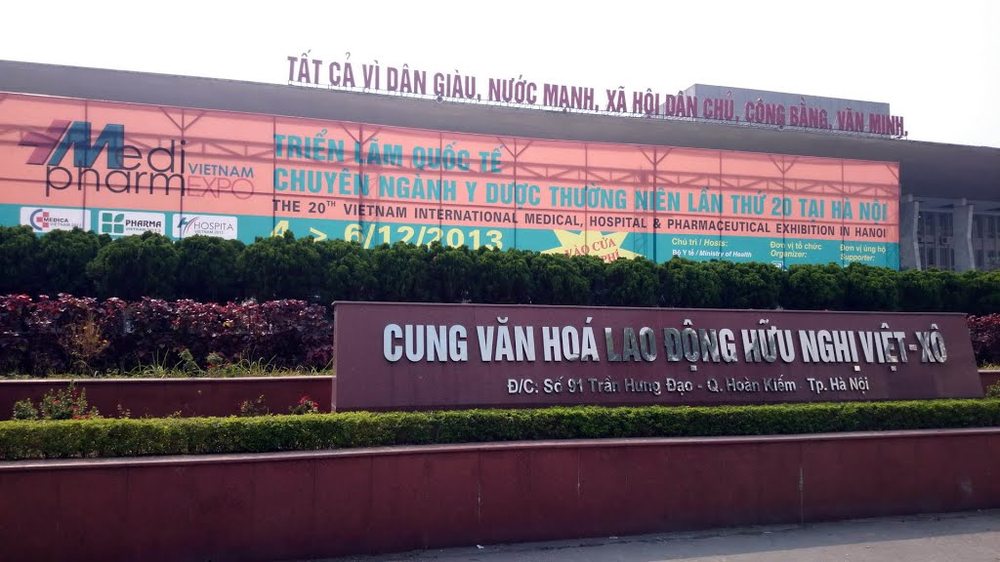 TẤT CẢ VÌ DÂN GIÀU, NƯỚC MẠNH, XÃ HỘI DÂN CHỦ, CÔNG BẰNG, VĂN MINH.
Medi
pharm
VIETNAM
EXPO
TRIỂN LÃM QUỐC TẾ
CHUYÊN NGÀNH Y DƯỢC THƯỜNG NIÊN LẦN THỨ 20 TẠI HÀ NỘI
THE 20TH VIETNAM INTERNATIONAL MEDICAL, HOSPITAL & PHARMACEUTICAL EXHIBITION IN HANOI
MEDICA
PHARMA
HOSPITA
4 > 6/12/2013
VÀO CỬA
PHÍ
Chủ trì / Hosts:
Bộ Y tế / Ministry of Health
Đơn vị tổ chức
Organizer:
Đơn vị ủng hộ
Supporter:
CUNG VĂN HOÁ LAO ĐỘNG HỮU NGHỊ VIỆT-XÔ
Đ/C: Số 91 Trần Hưng Đạo - Q. Hoàn Kiếm - Tp. Hà Nội